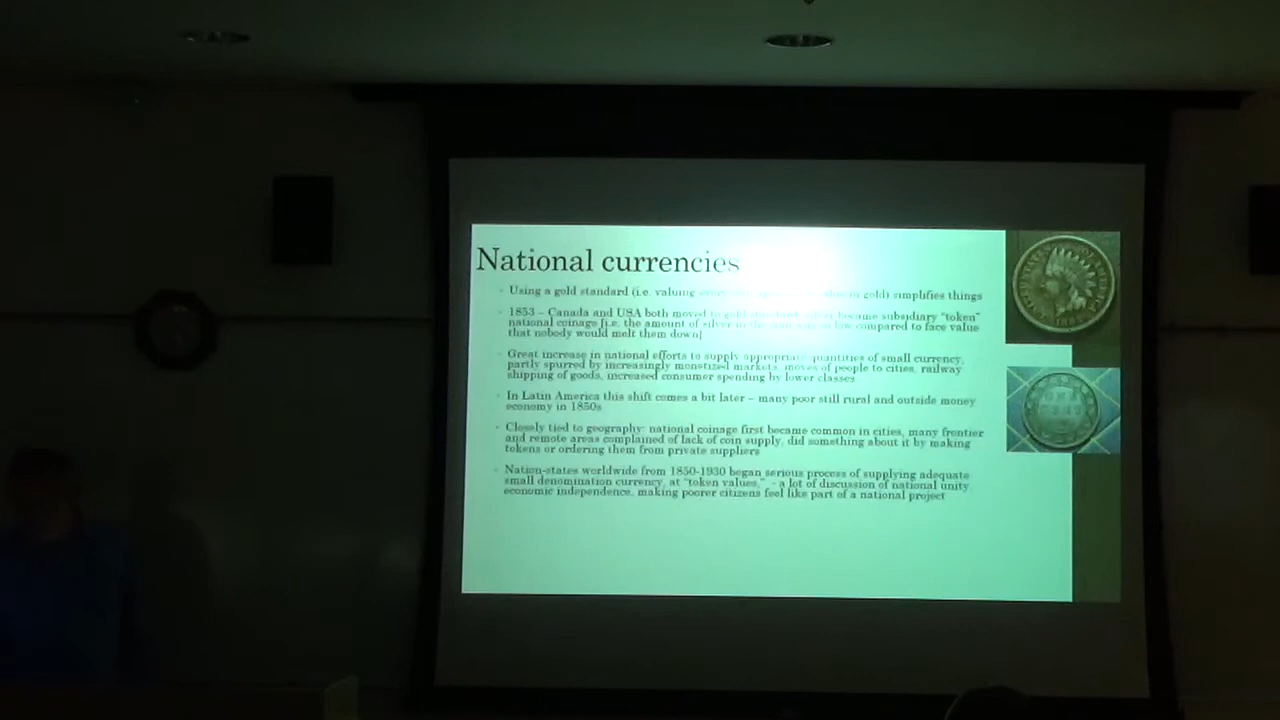 National currencies
Using a gold standard (i.e. valuing in gold) simplifies things
1853 – Canada and USA both moved to gold standard, silver became subsidiary “token”
national coinage [i.e. the amount of silver in the low compared to face value
that nobody would melt them down]
Great increase in national efforts to supply appropriate quantities of small currency,
partly spurred by increasingly monetized markets, moves of people to cities, railway
shipping of goods, increased consumer spending by lower classes
In Latin America this shift comes a bit later – many poor still rural and outside money
economy in 1850s
Closely tied to geography: national coinage first became common in cities, many frontier
and remote areas complained of lack of coin supply, did something about it by making
tokens or ordering them from private suppliers
Nation-states worldwide from 1850-1930 began serious process of supplying adequate
small denomination currency, at “token values,” - a lot of discussion of national unity,
economic independence, making poorer citizens feel like part of a national project
ONE
CENT